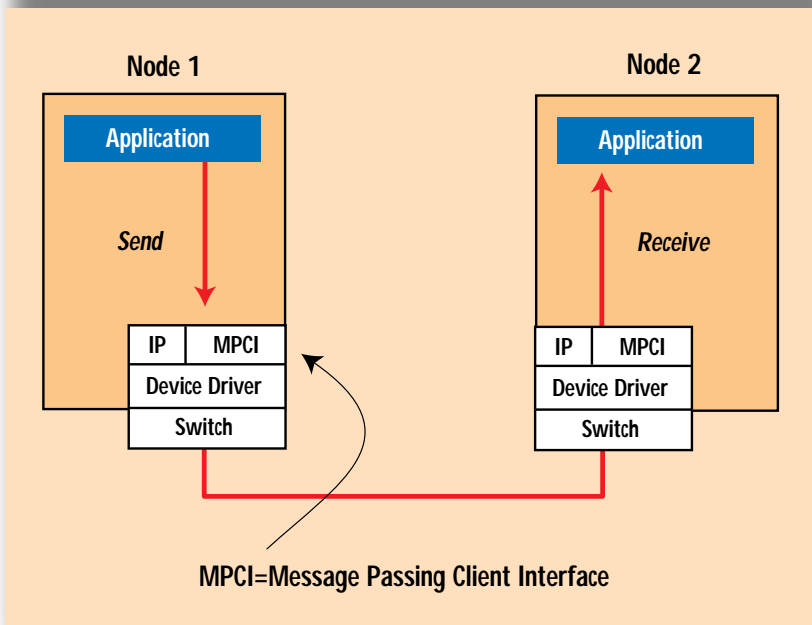 Node 1
Node 2
Application
Application
Send
Receive
IP MPCI
IP MPCI
Device Driver
Device Driver
Switch
Switch
MPCI=Message Passing Client Interface